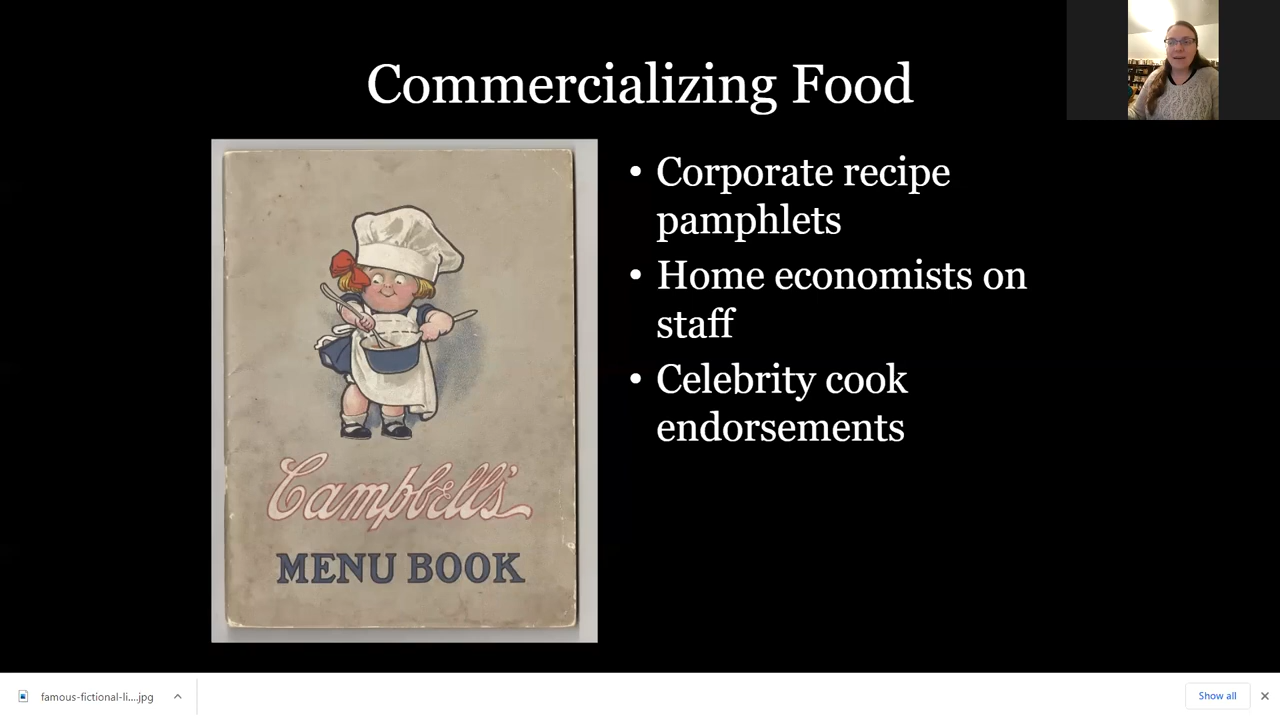 Commercializing Food
Campbell's
MENU BOOK
• Corporate recipe
pamphlets
• Home economists on
staff
• Celebrity cook
endorsements
famous-fictional-li....jpg
Show all